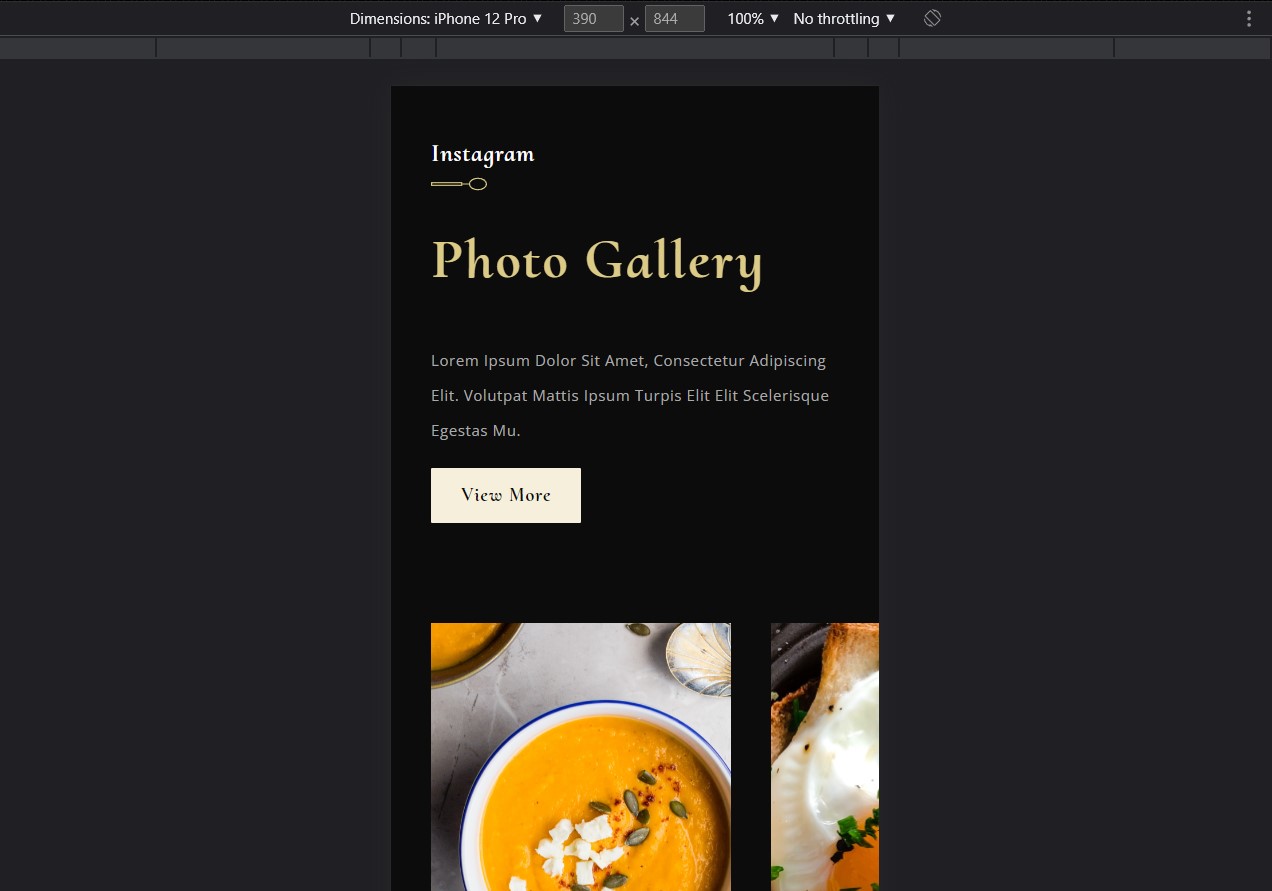 Dimensions: iPhone 12 Pro ▼ 390 × 844 100% ▼ No throttling ▼
Instagram
Photo Gallery
Lorem Ipsum Dolor Sit Amet, Consectetur Adipiscing
Elit. Volutpat Mattis Ipsum Turpis Elit Elit Scelerisque
Egestas Mu.
View More